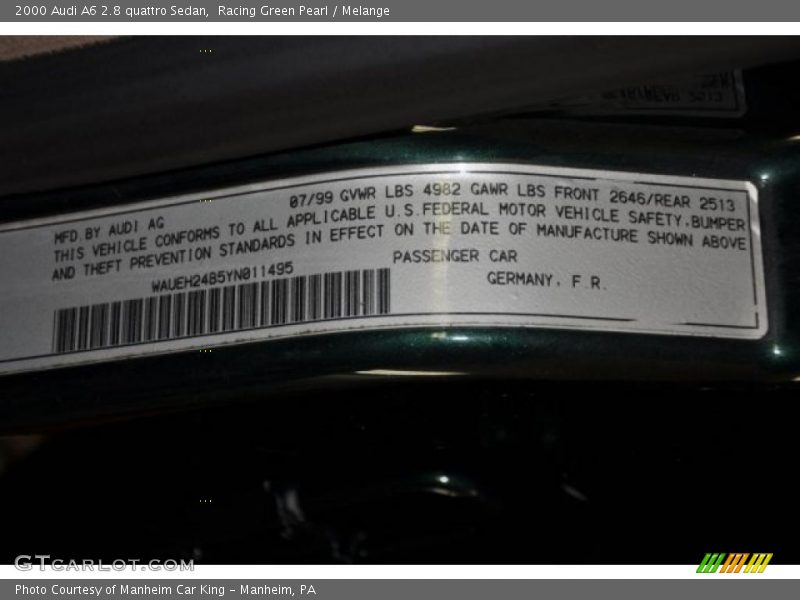 2000 Audi A6 2.8 quattro Sedan,  Racing Green Pearl / Melange
MFD.BY AUDI AG 07/99 GVWR LBS 4982 GAWR LBS FRONT 2646/REAR 2513
THIS VEHICLE CONFORMS TO ALL APPLICABLE U.S.FEDERAL MOTOR VEHICLE SAFETY,BUMPER
AND THEFT PREVENTION STANDARDS IN EFFECT ON THE DATE OF MANUFACTURE SHOWN ABOVE
WAUEH24B5YN011495 PASSENGER CAR
GERMANY, F R.
GTCARLOT.COM
Photo Courtesy of Manheim Car King - Manheim, PA